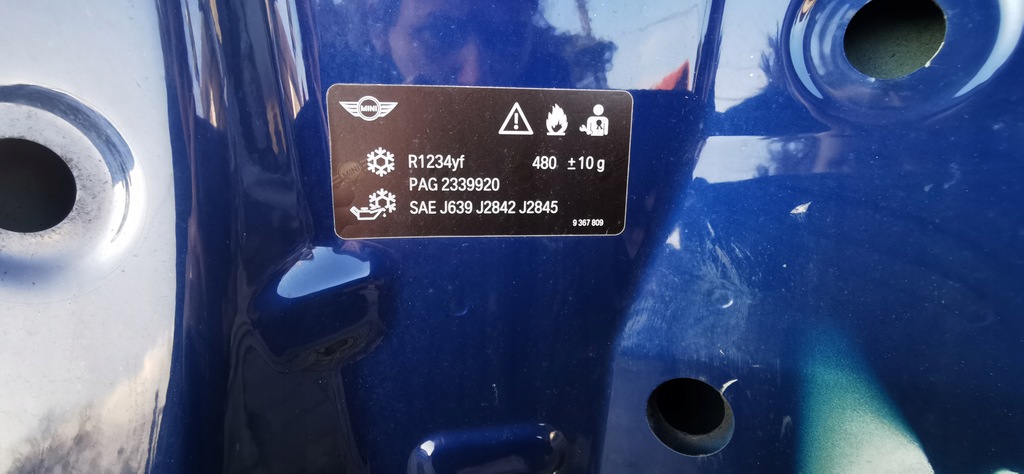 MINI
R1234yf 480 ±10 g
PAG 2339920
SAE J639 J2842 J2845
9 367 809